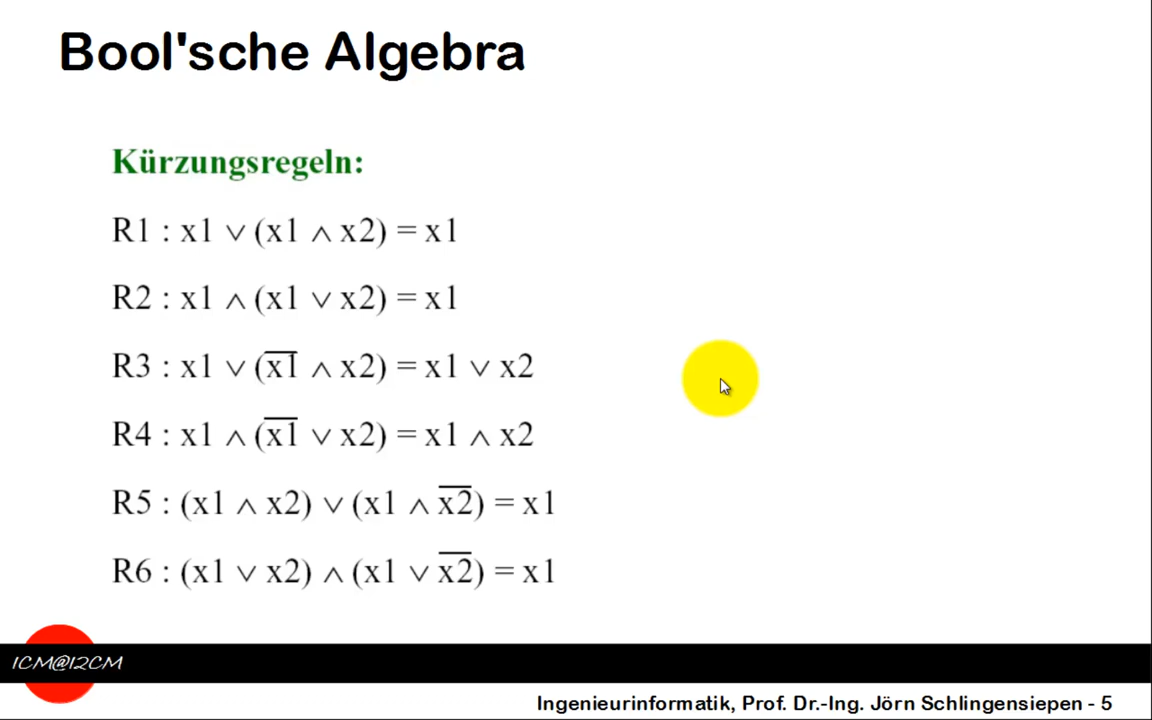 Bool'sche Algebra
Kürzungsregeln:
R1 : x1 ∨ (x1 ∧ x2) = x1
R2 : x1 ∧ (x1 ∨ x2) = x1
R3 : x1 ∨ (x̅1̅ ∧ x2) = x1 ∨ x2
R4 : x1 ∧ (x̅1̅ ∨ x2) = x1 ∧ x2
R5 : (x1 ∧ x2) ∨ (x1 ∧ x̅2̅) = x1
R6 : (x1 ∨ x2) ∧ (x1 ∨ x̅2̅) = x1
1CM@12CM
Ingenieurinformatik, Prof. Dr.-Ing. Jörn Schlingensiepen - 5